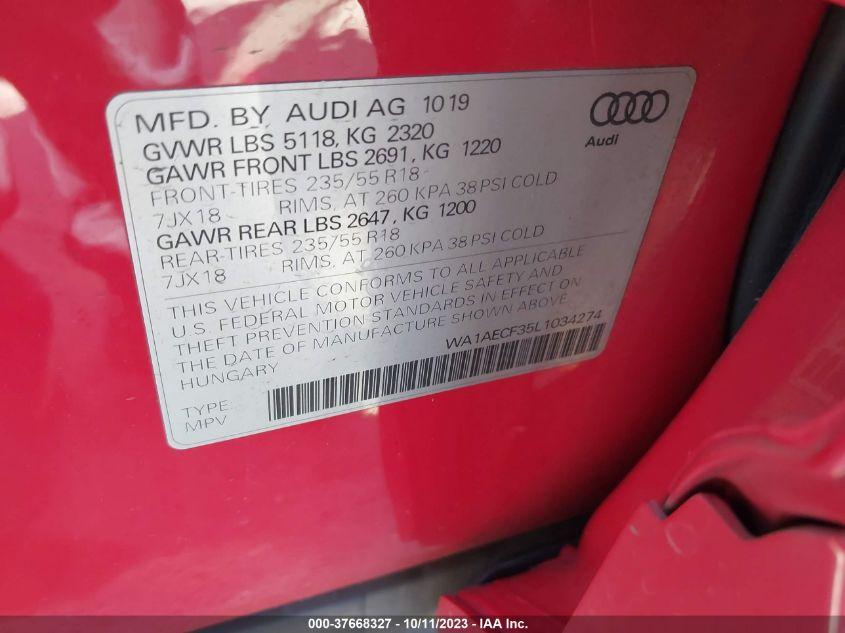 MFD. BY AUDI AG 10 19
GVWR LBS 5118, KG 2320
GAWR FRONT LBS 2691, KG 1220
FRONT-TIRES 235/55 R18
7JX18 RIMS, AT 260 KPA 38 PSI COLD
GAWR REAR LBS 2647, KG 1200
REAR-TIRES 235/55 R18
7JX18 RIMS, AT 260 KPA 38 PSI COLD
Audi
THIS VEHICLE CONFORMS TO ALL APPLICABLE
U.S. FEDERAL MOTOR VEHICLE SAFETY AND
THEFT PREVENTION STANDARDS IN EFFECT ON
THE DATE OF MANUFACTURE SHOWN ABOVE.
HUNGARY WA1AECF35L1034274
TYPE:
MPV
000-37668327 - 10/11/2023 - IAA Inc.